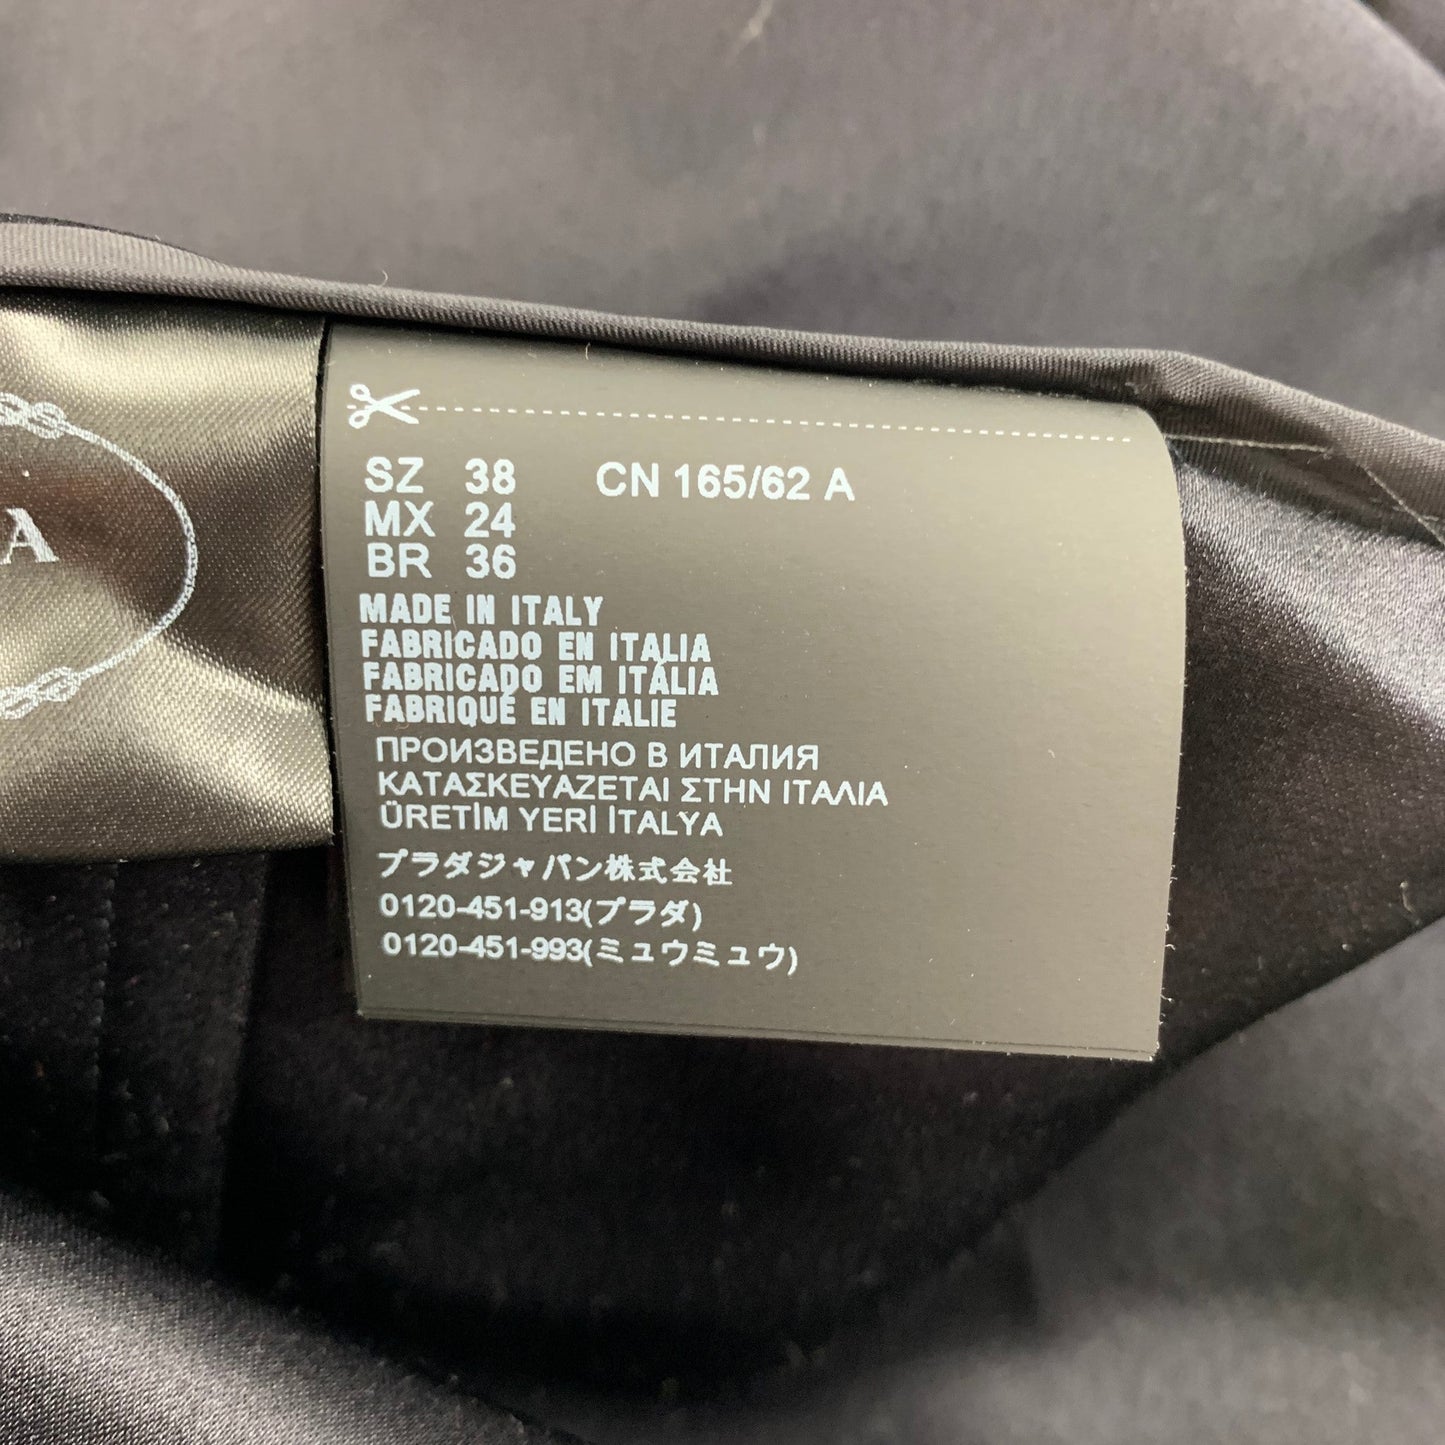 A
SZ 38 CN 165/62 A
MX 24
BR 36
MADE IN ITALY
FABRICADO EN ITALIA
FABRICADO EM ITÁLIA
FABRIQUÉ EN ITALIE
ПРОИЗВЕДЕНО В ИТАЛИЯ
ΚΑΤΑΣΚΕΥΑΖΕΤΑΙ ΣΤΗΝ ΙΤΑΛΙΑ
ÜRETİM YERİ İTALYA
プラダジャパン株式会社
0120-451-913(プラダ)
0120-451-993(ミュウミュウ)